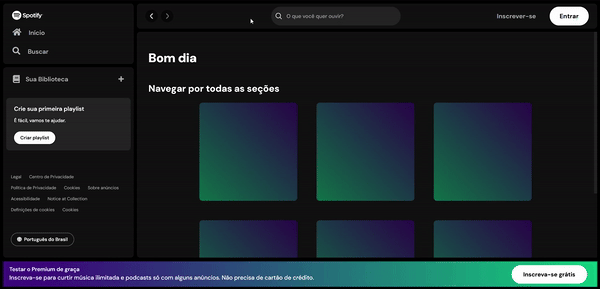 Spotify
Início
Buscar
Sua Biblioteca
Crie sua primeira playlist
É fácil, vamos te ajudar.
Criar playlist
Legal Centro de Privacidade
Política de Privacidade Cookies Sobre anúncios
Acessibilidade Notice at Collection
Definições de cookies Cookies
Português do Brasil
O que você quer ouvir?
Inscrever-se
Entrar
Bom dia
Navegar por todas as seções
Testar o Premium de graça
Inscreva-se para curtir música ilimitada e podcasts só com alguns anúncios. Não precisa de cartão de crédito.
Inscreva-se grátis